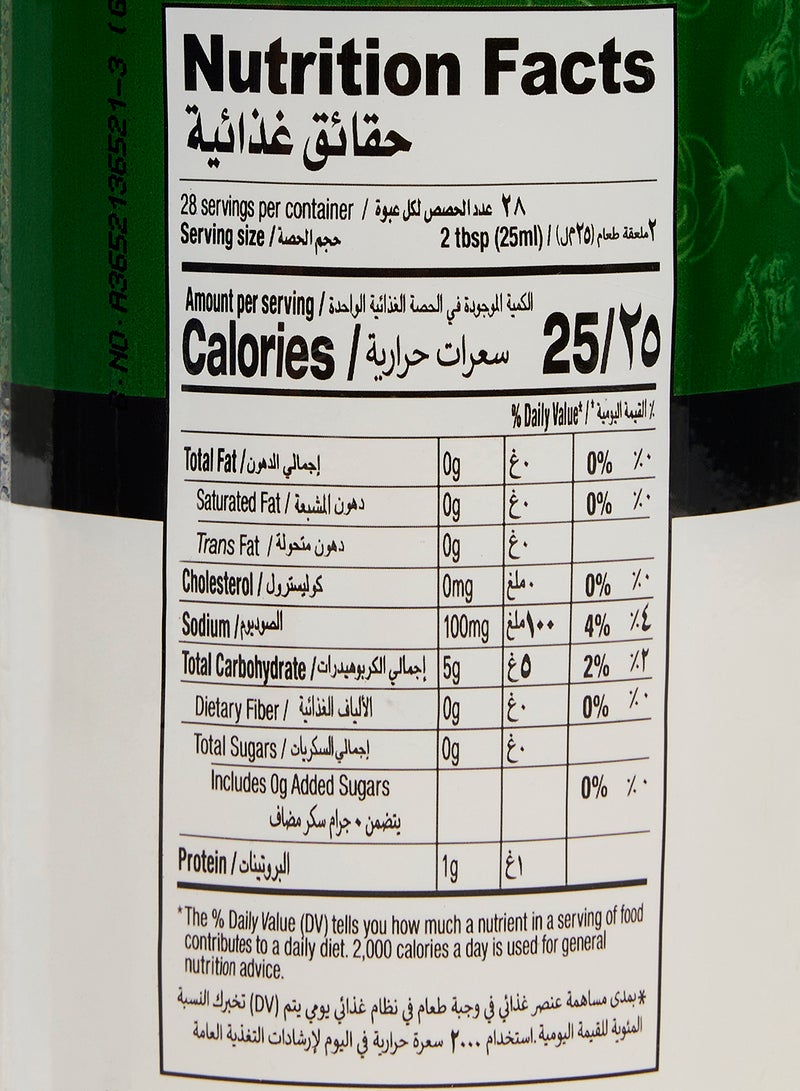 B·NO·A3652136521-3 (G
Nutrition Facts
حقائق غذائية
28 servings per container / ٢٨ عدد الحصص لكل عبوة
Serving size / حجم الحصة 2 tbsp (25ml) / ٢ملعقة طعام (٢٥مل)
Amount per serving / الكمية الموجودة في الحصة الغذائية الواحدة
Calories / سعرات حرارية 25/٢٥
% Daily Value* / *القيمة اليومية ٪
Total Fat / إجمالي الدهون 0g ٠غ 0% ٪٠
Saturated Fat / دهون المشبعة 0g ٠غ 0% ٪٠
Trans Fat / دهون متحولة 0g ٠غ
Cholesterol / كوليسترول 0mg ٠ملغ 0% ٪٠
Sodium / الصوديوم 100mg ١٠٠ملغ 4% ٪٤
Total Carbohydrate / إجمالي الكربوهيدرات 5g ٥غ 2% ٪٢
Dietary Fiber / الألياف الغذائية 0g ٠غ 0% ٪٠
Total Sugars / إجمالي السكريات 0g ٠غ
Includes 0g Added Sugars 0% ٪٠
يتضمن ٠ جرام سكر مضاف
Protein / البروتينات 1g ١غ
*The % Daily Value (DV) tells you how much a nutrient in a serving of food
contributes to a daily diet. 2,000 calories a day is used for general
nutrition advice.
*بمدى مساهمة عنصر غذائي في وجبة طعام في نظام غذائي يومي يتم (DV) تخبرك النسبة
المئوية للقيمة اليومية.استخدام ٢٠٠٠ سعرة حرارية في اليوم لإرشادات التغذية العامة